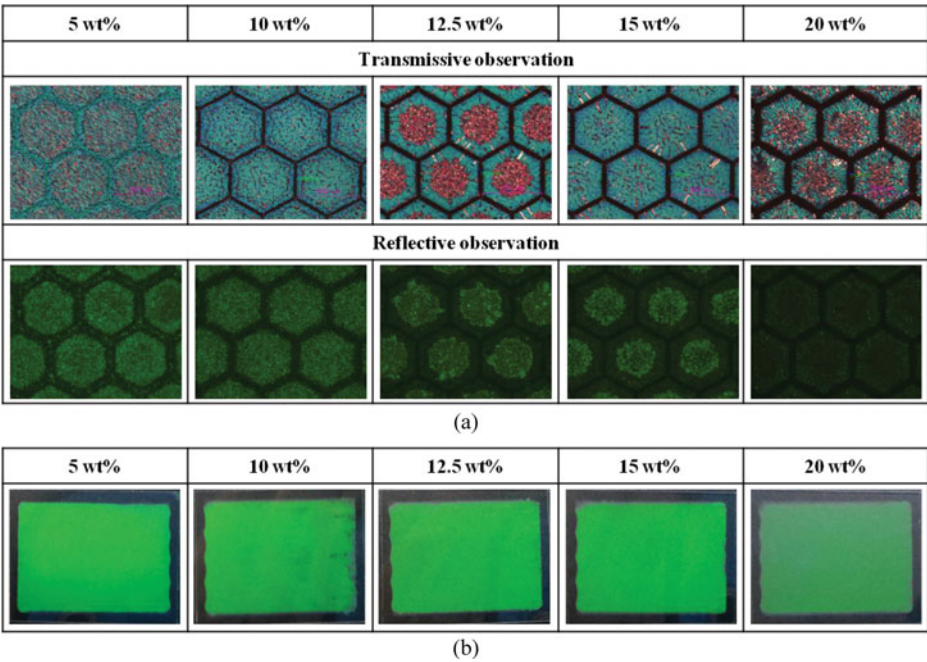 5 wt% 10 wt% 12.5 wt% 15 wt% 20 wt%
Transmissive observation
Reflective observation
(a)
5 wt% 10 wt% 12.5 wt% 15 wt% 20 wt%
(b)